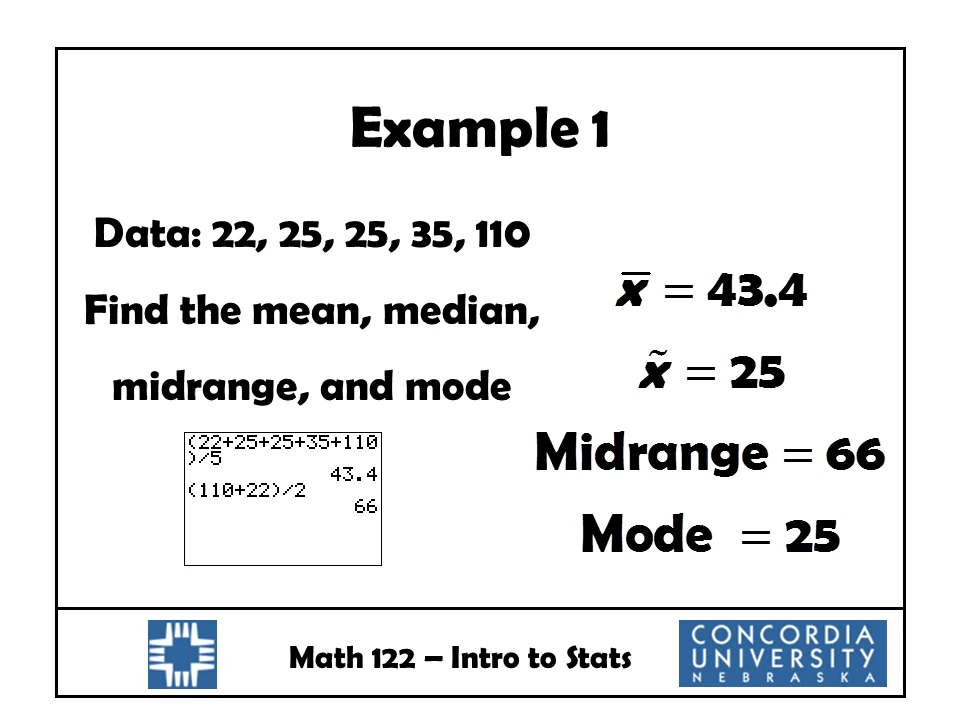 Example 1
Data: 22, 25, 25, 35, 110
Find the mean, median,
midrange, and mode
(22+25+25+35+110
)/5
43.4
(110+22)/2
66
x̅ = 43.4
x̃ = 25
Midrange = 66
Mode = 25
Math 122 – Intro to Stats
CONCORDIA
UNIVERSITY
NEBRASKA